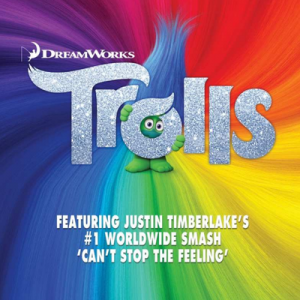 DREAMWORKS
Trolls
FEATURING JUSTIN TIMBERLAKE'S
#1 WORLDWIDE SMASH
'CAN'T STOP THE FEELING'